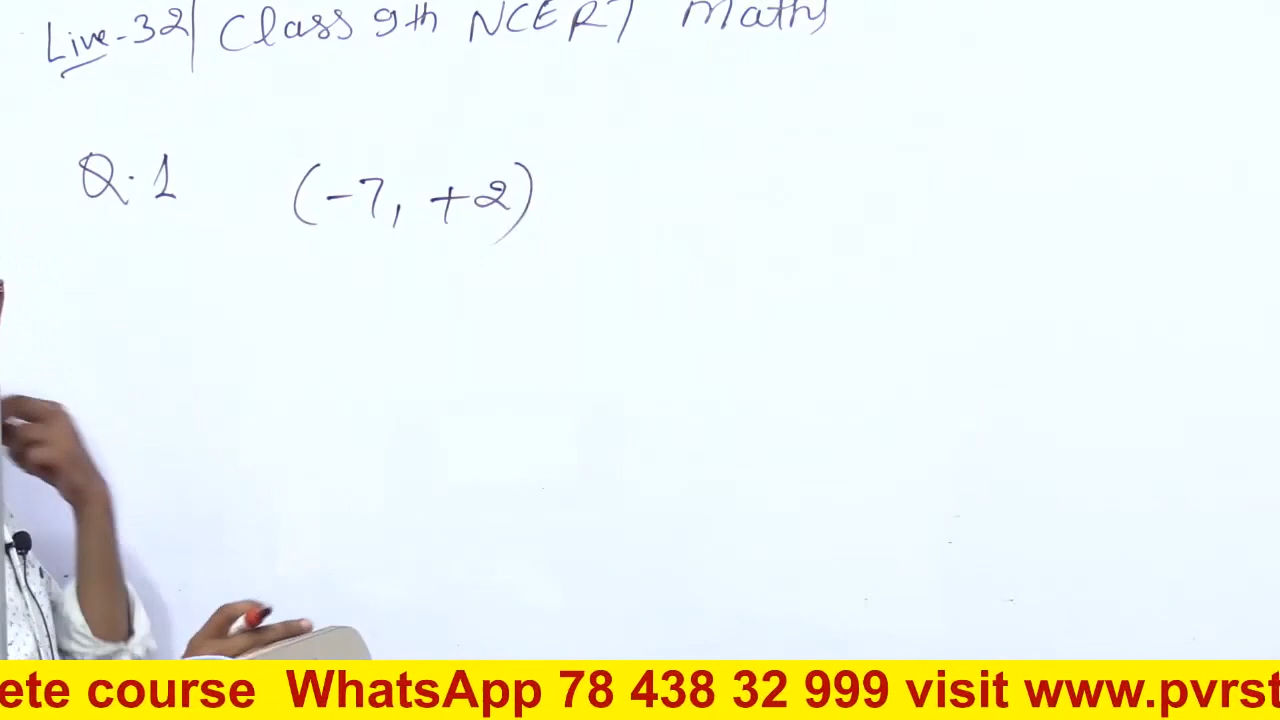 Live-32| Class 9th NCERT Maths
Q.1 (-7, +2)
ete course WhatsApp 78 438 32 999 visit www.pvrst